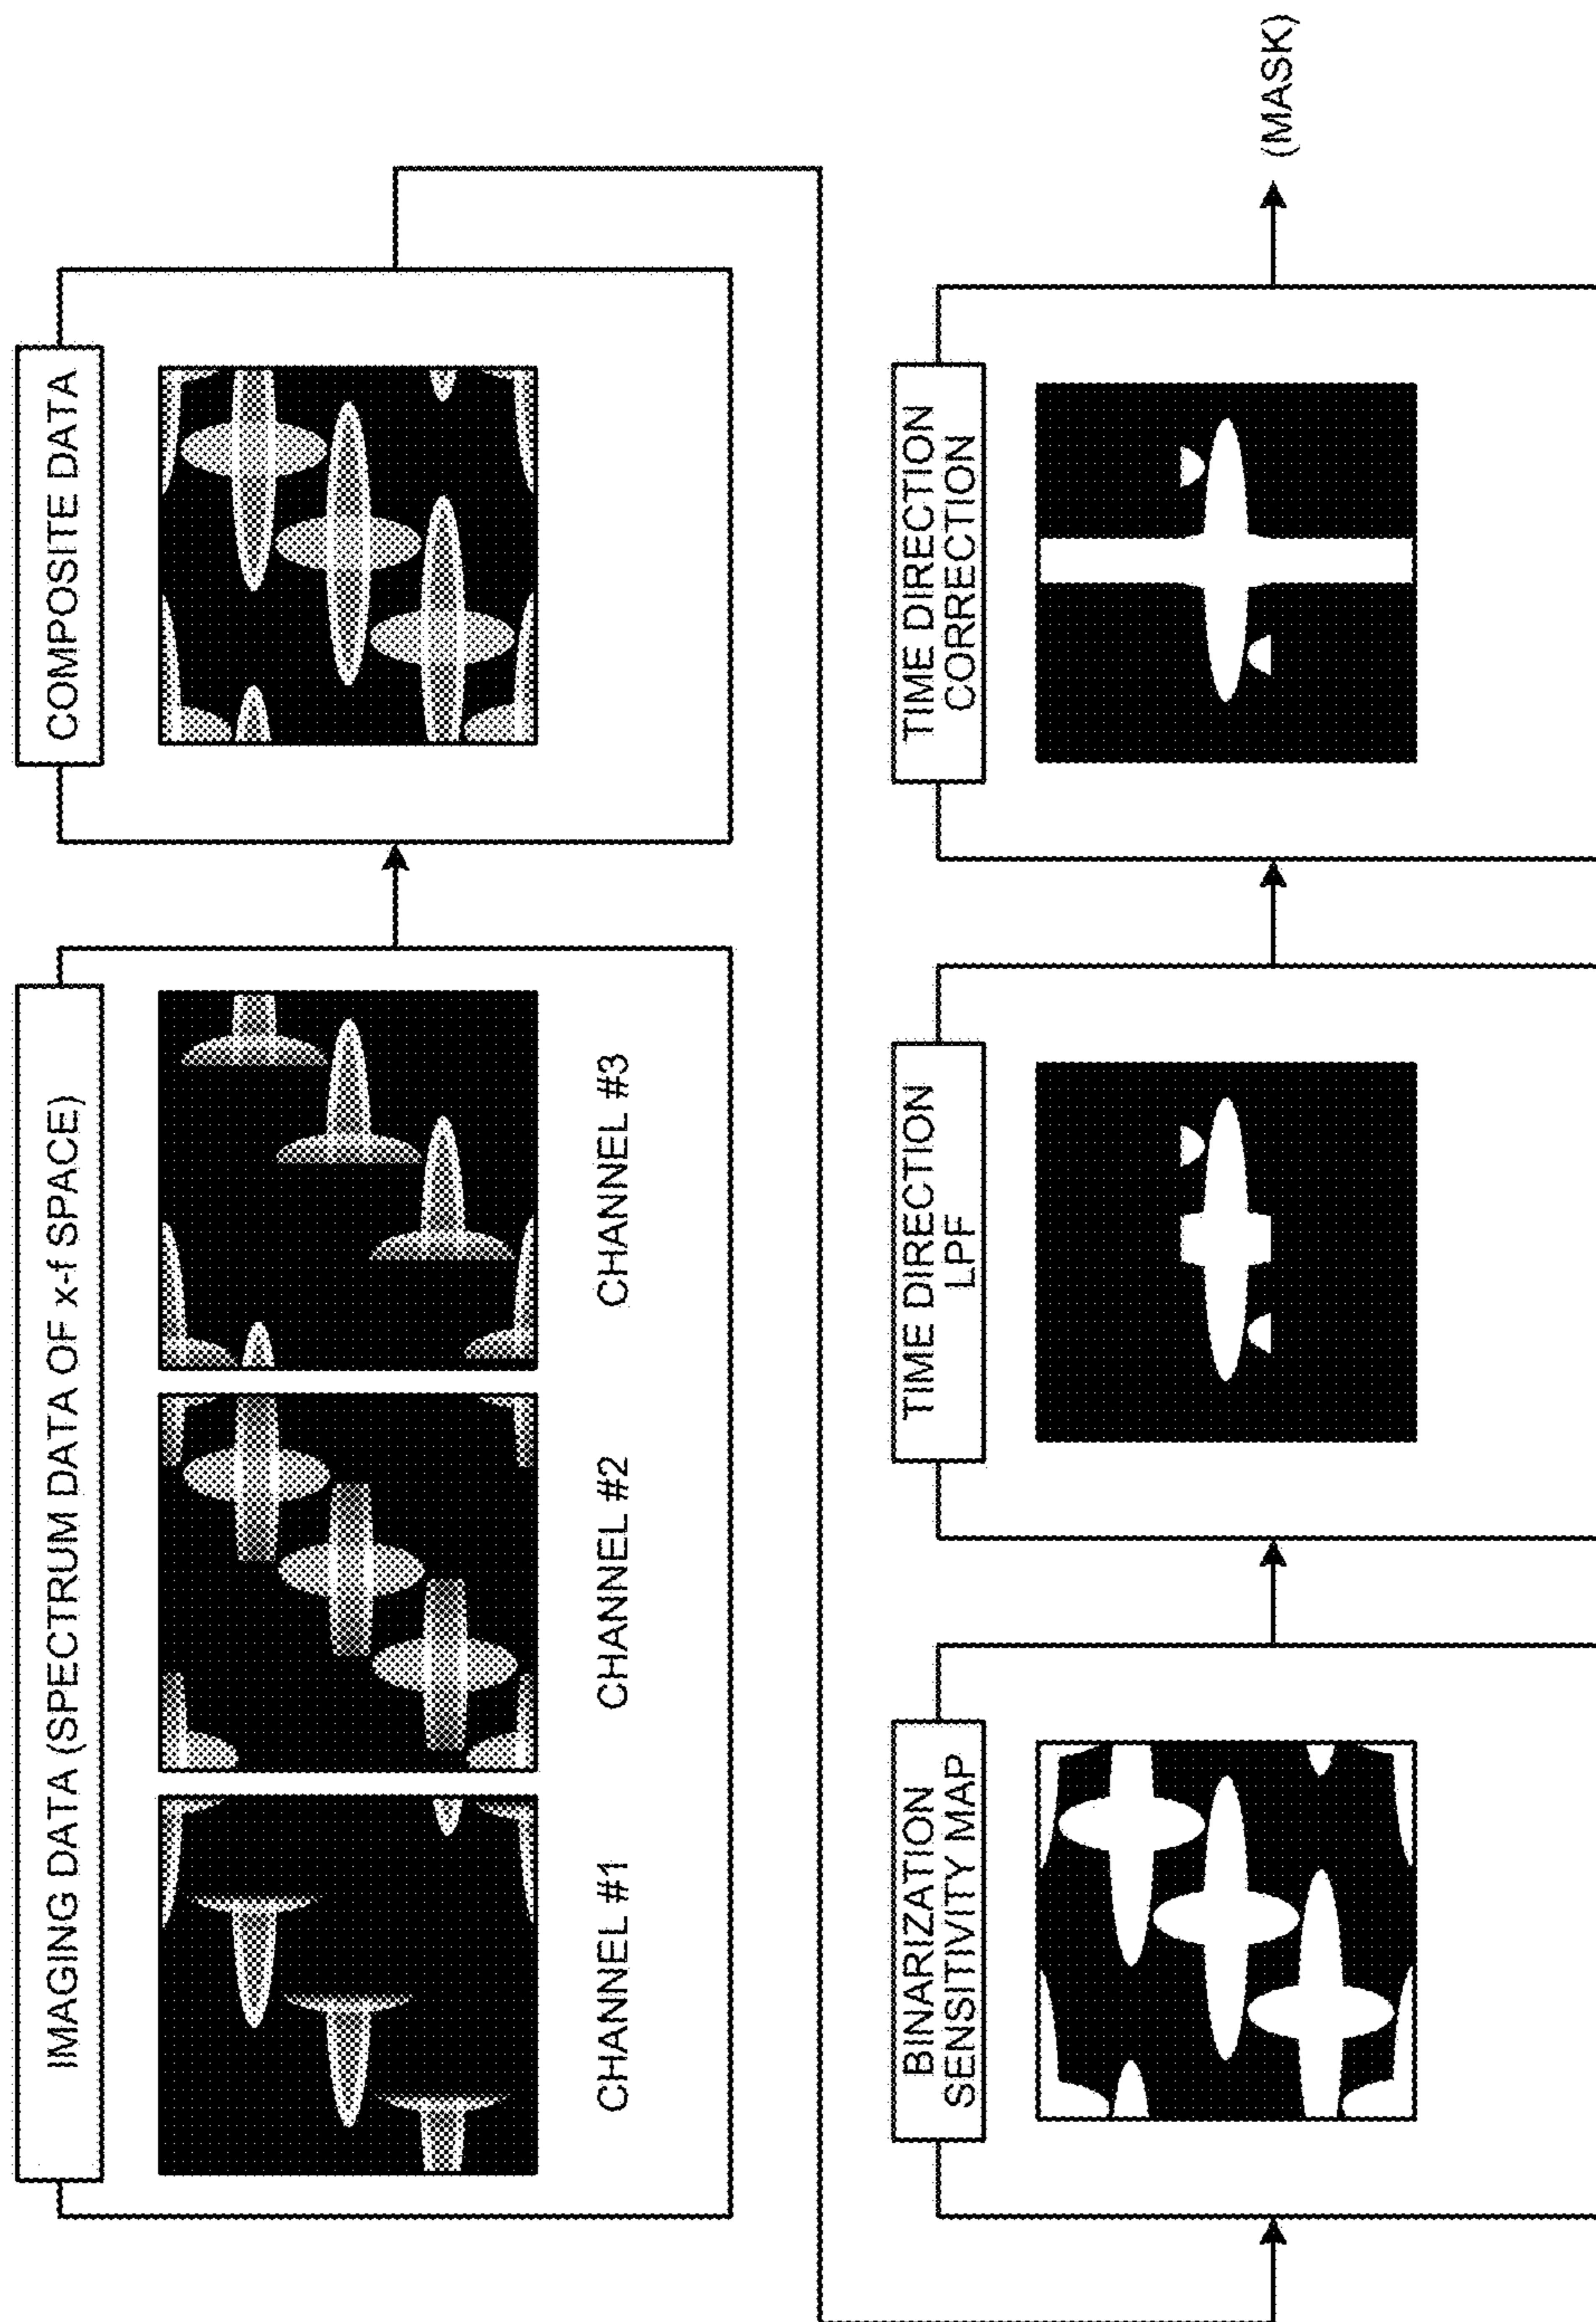 IMAGING DATA (SPECTRUM DATA OF x-f SPACE)
CHANNEL #1
CHANNEL #2
CHANNEL #3
COMPOSITE DATA
BINARIZATION
SENSITIVITY MAP
TIME DIRECTION
LPF
TIME DIRECTION
CORRECTION
(MASK)